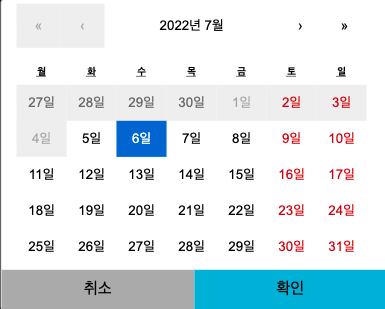 « ‹ 2022년 7월 › »
월 화 수 목 금 토 일
27일 28일 29일 30일 1일 2일 3일
4일 5일 6일 7일 8일 9일 10일
11일 12일 13일 14일 15일 16일 17일
18일 19일 20일 21일 22일 23일 24일
25일 26일 27일 28일 29일 30일 31일
취소 확인